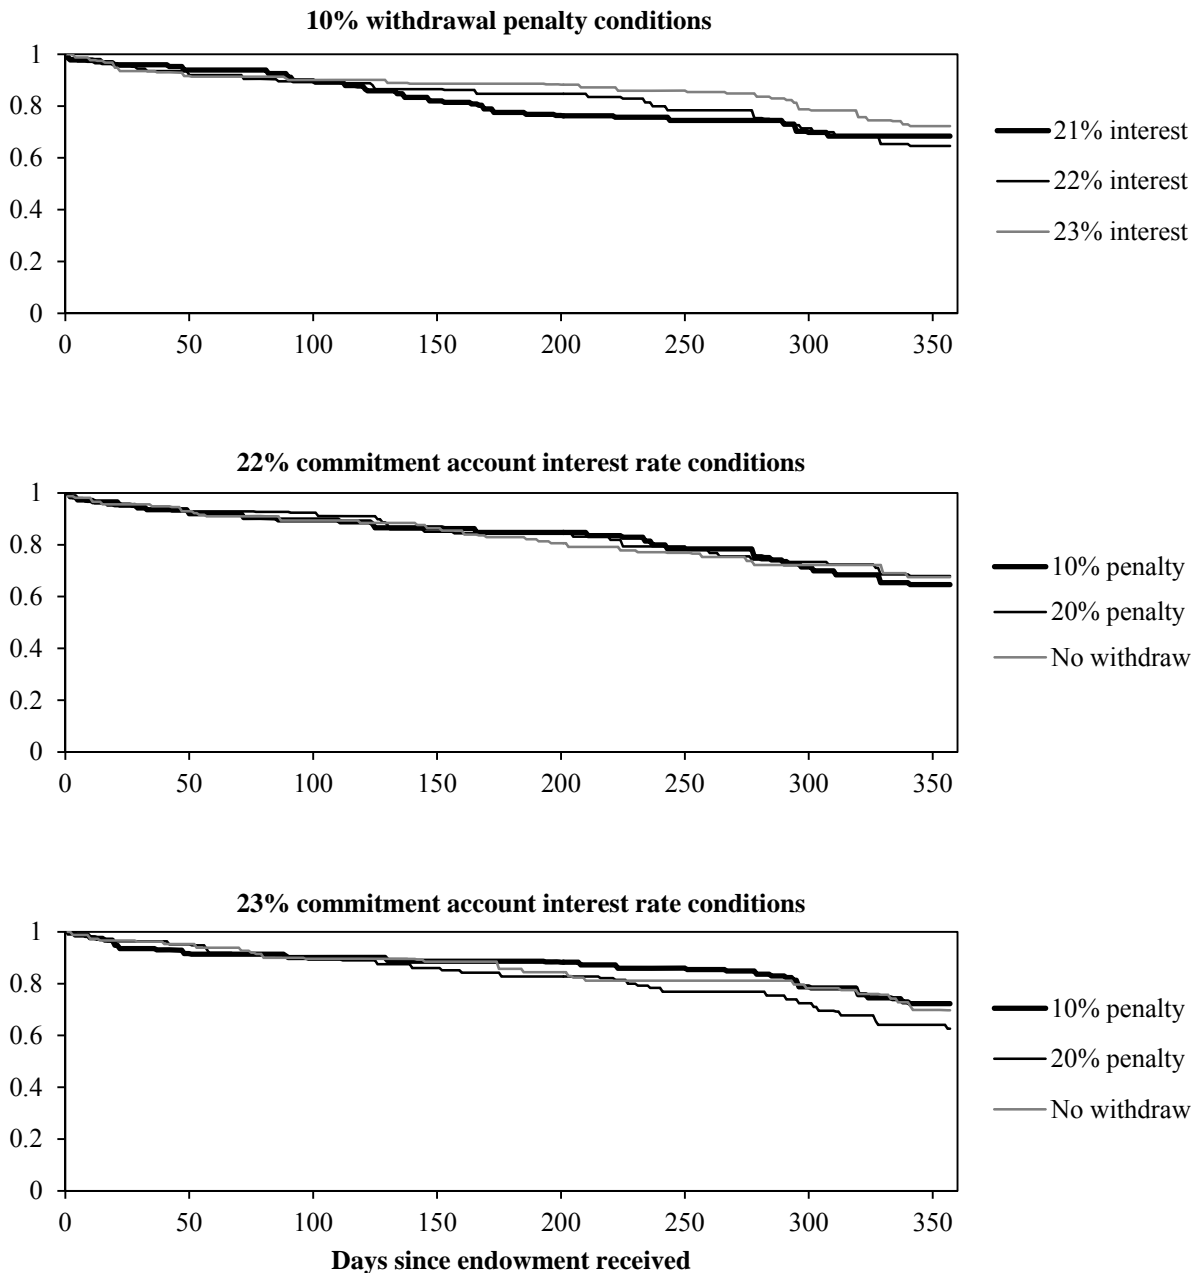 10% withdrawal penalty conditions
1
0.8
0.6
0.4
0.2
0
0 50 100 150 200 250 300 350
21% interest
22% interest
23% interest
22% commitment account interest rate conditions
1
0.8
0.6
0.4
0.2
0
0 50 100 150 200 250 300 350
10% penalty
20% penalty
No withdraw
23% commitment account interest rate conditions
1
0.8
0.6
0.4
0.2
0
0 50 100 150 200 250 300 350
10% penalty
20% penalty
No withdraw
Days since endowment received